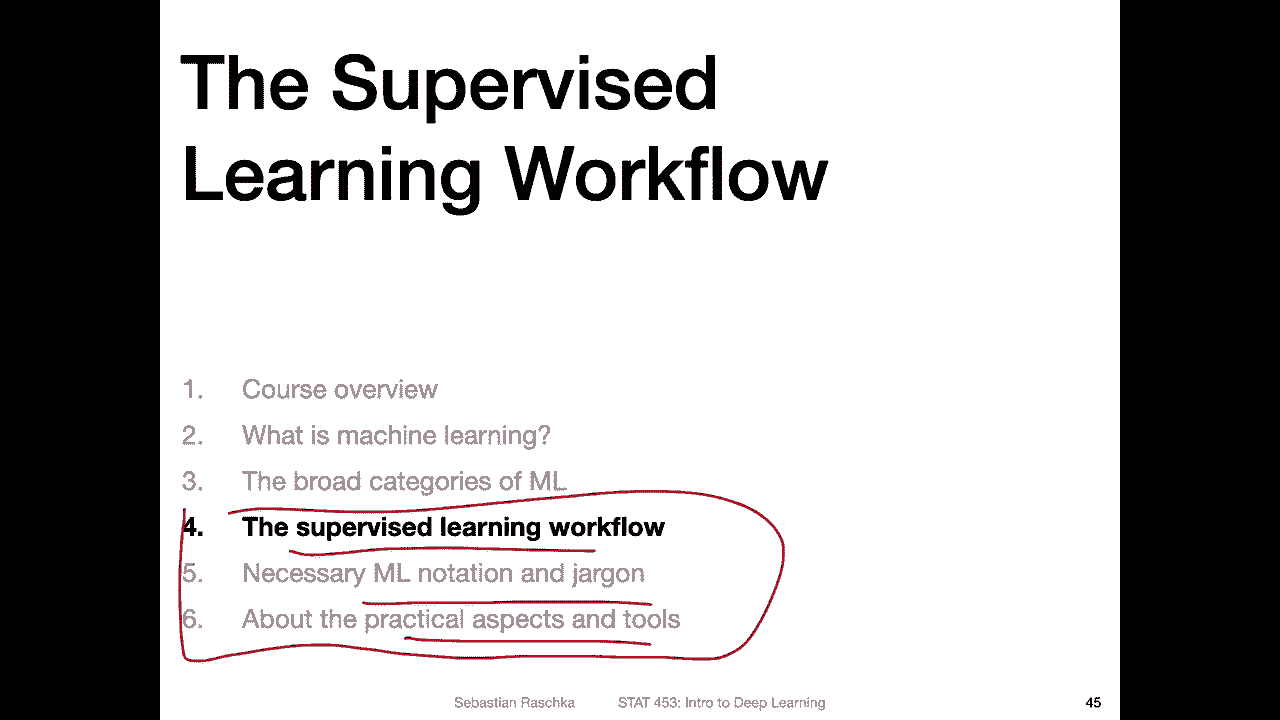 The Supervised
Learning Workflow
1. Course overview
2. What is machine learning?
3. The broad categories of ML
4. The supervised learning workflow
5. Necessary ML notation and jargon
6. About the practical aspects and tools
Sebastian Raschka STAT 453: Intro to Deep Learning 45